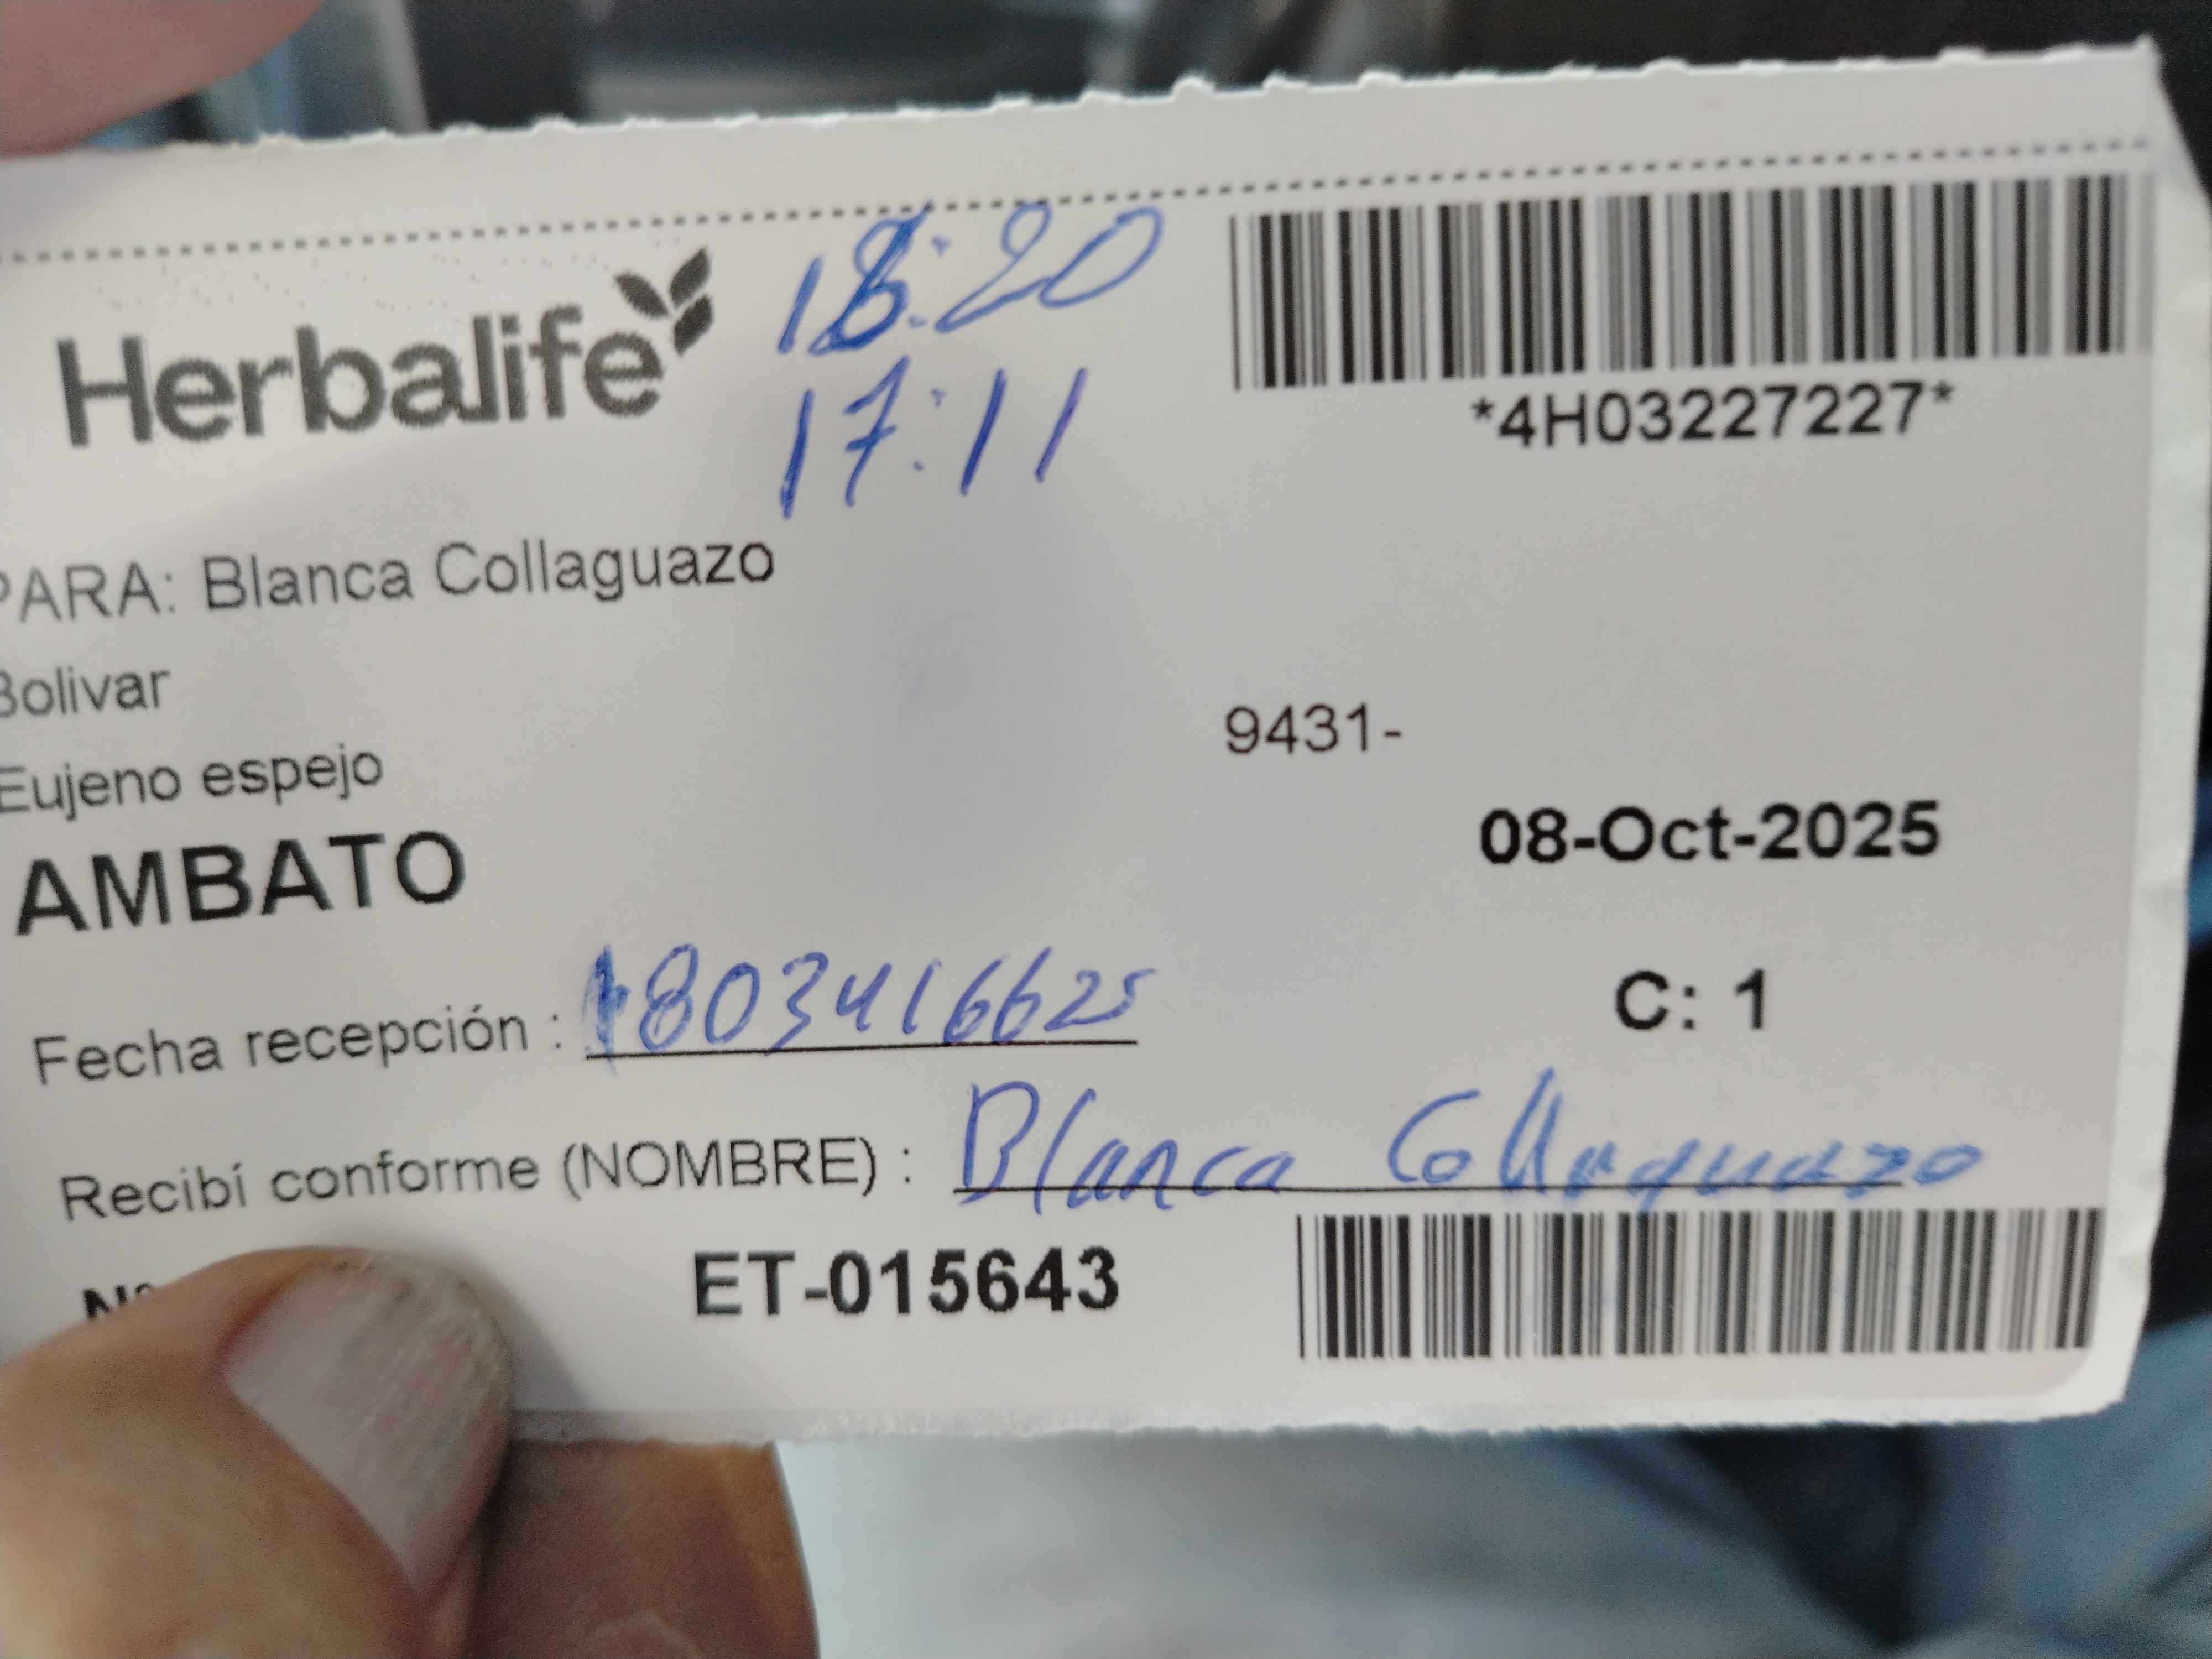 Herbalife
18:20
17:11
*4H03227227*
PARA: Blanca Collaguazo
Bolivar
9431-
Eujeno espejo
AMBATO
08-Oct-2025
C: 1
Fecha recepción : 1803416625
Recibí conforme (NOMBRE) : Blanca Collaguazo
ET-015643